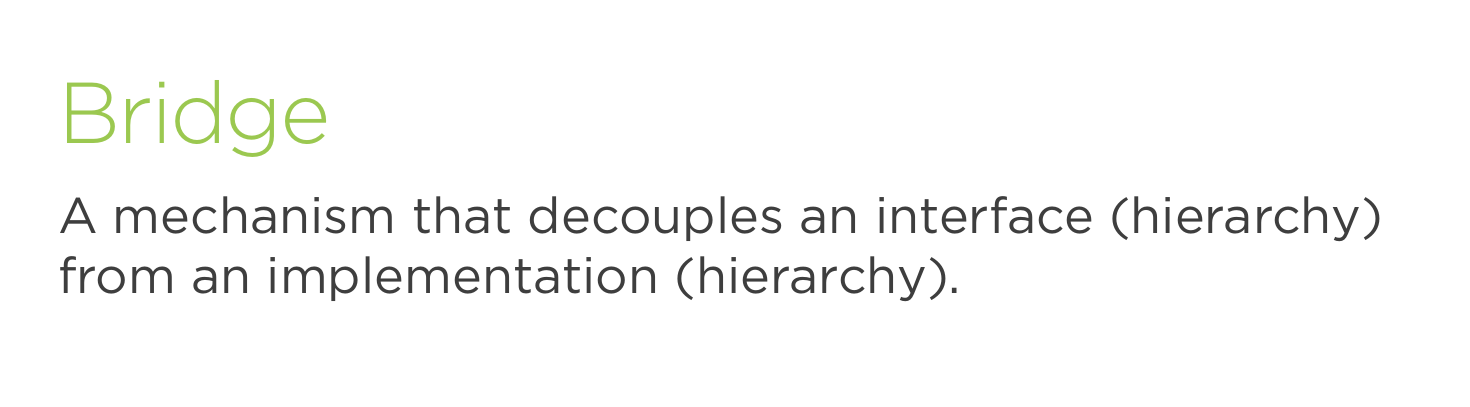 Bridge
A mechanism that decouples an interface (hierarchy)
from an implementation (hierarchy).